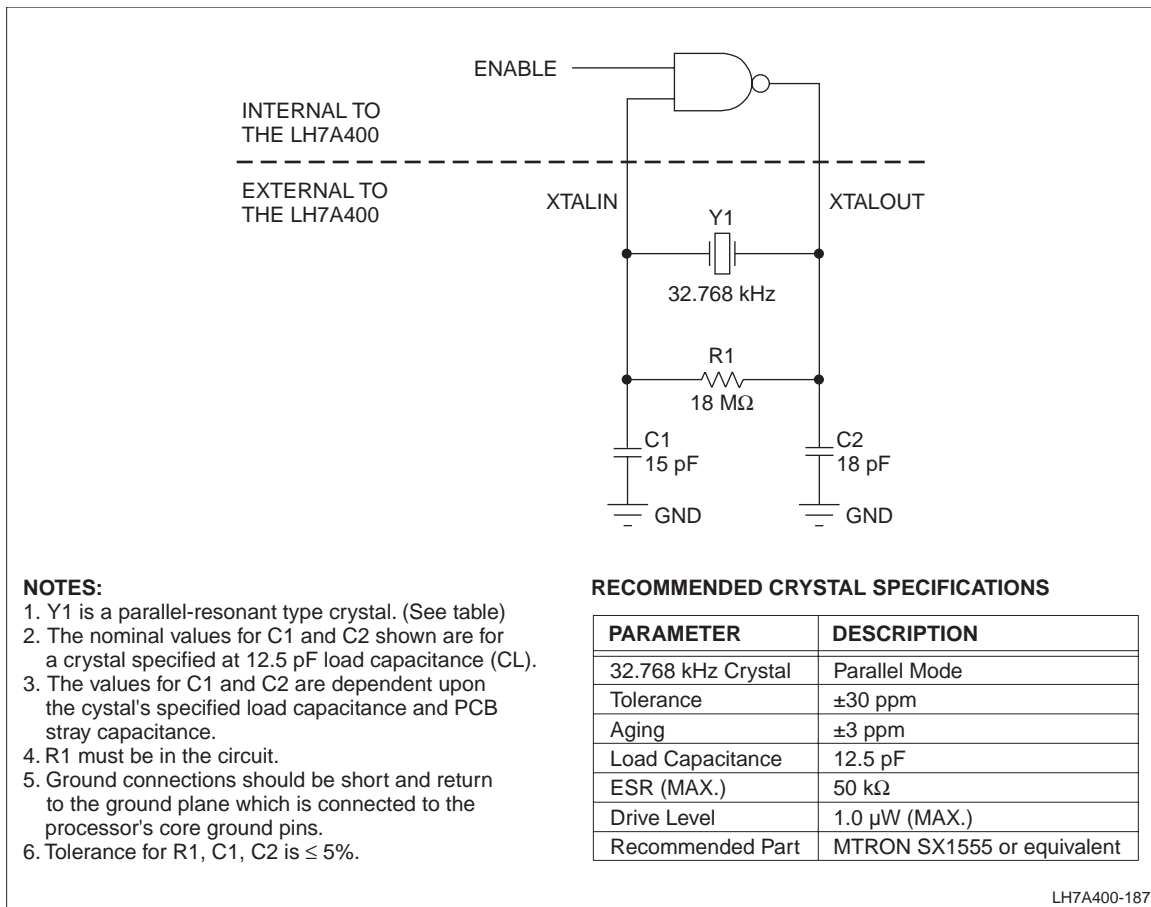 ENABLE
INTERNAL TO
THE LH7A400
EXTERNAL TO
THE LH7A400
XTALIN
XTALOUT
Y1
32.768 kHz
R1
18 MΩ
C1
15 pF
C2
18 pF
GND
GND
NOTES:
1. Y1 is a parallel-resonant type crystal. (See table)
2. The nominal values for C1 and C2 shown are for
a crystal specified at 12.5 pF load capacitance (CL).
3. The values for C1 and C2 are dependent upon
the cystal's specified load capacitance and PCB
stray capacitance.
4. R1 must be in the circuit.
5. Ground connections should be short and return
to the ground plane which is connected to the
processor's core ground pins.
6. Tolerance for R1, C1, C2 is ≤ 5%.
RECOMMENDED CRYSTAL SPECIFICATIONS
PARAMETER DESCRIPTION
32.768 kHz Crystal Parallel Mode
Tolerance ±30 ppm
Aging ±3 ppm
Load Capacitance 12.5 pF
ESR (MAX.) 50 kΩ
Drive Level 1.0 µW (MAX.)
Recommended Part MTRON SX1555 or equivalent
LH7A400-187